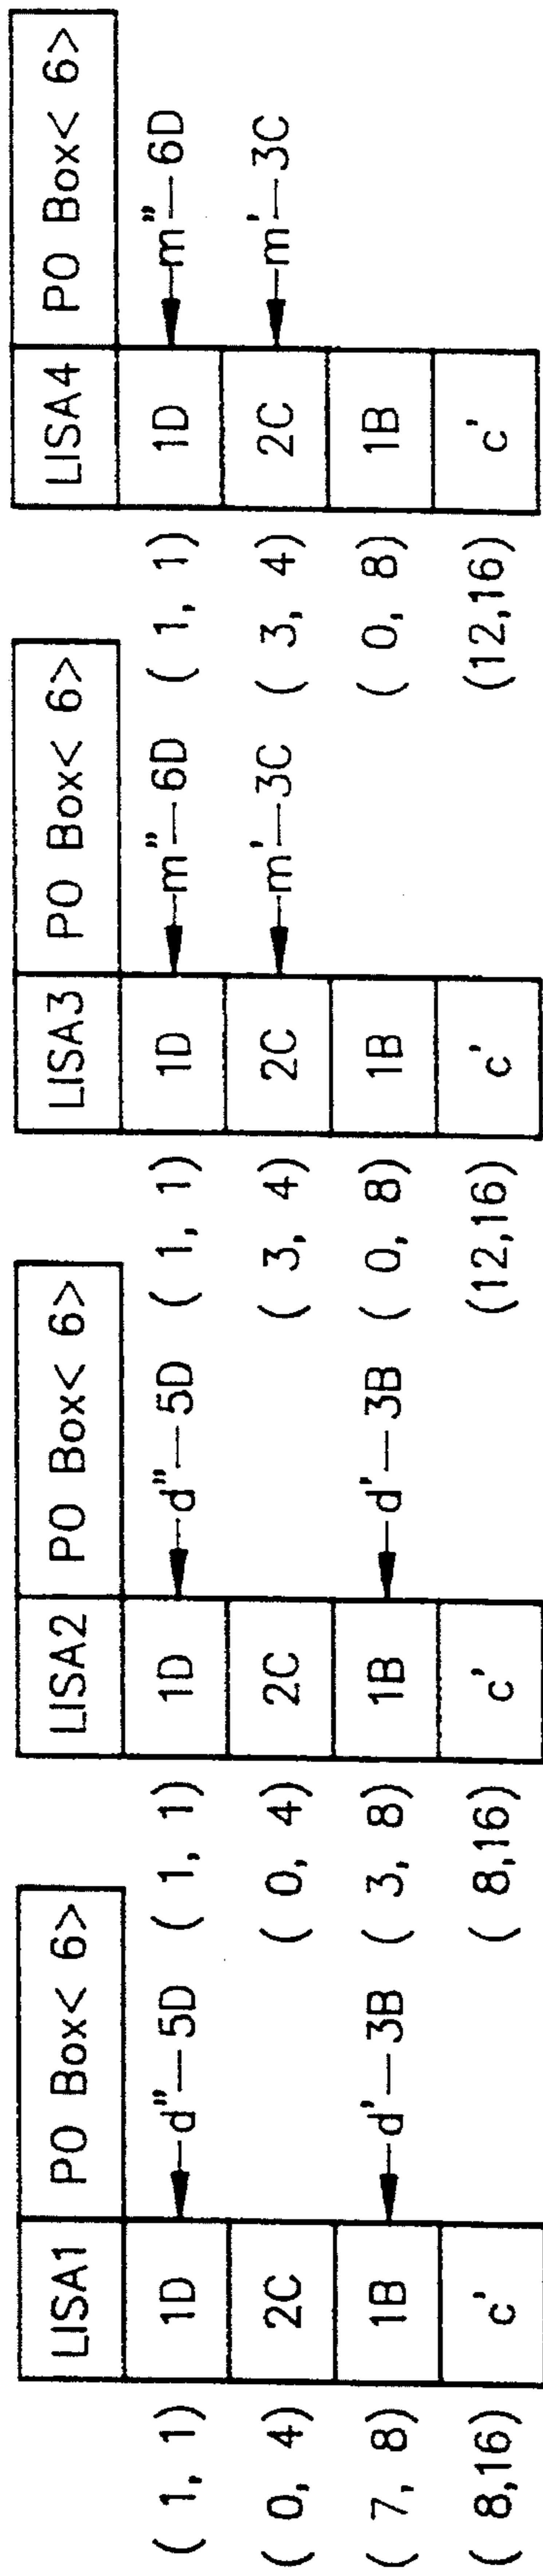 LISA1 PO Box< 6>
( 1, 1) 1D d"—5D
( 0, 4) 2C
( 7, 8) 1B d'—3B
( 8,16) c'
LISA2 PO Box< 6>
( 1, 1) 1D d"—5D
( 0, 4) 2C
( 3, 8) 1B d'—3B
( 8,16) c'
LISA3 PO Box< 6>
( 1, 1) 1D m"—6D
( 3, 4) 2C m'—3C
( 0, 8) 1B
(12,16) c'
LISA4 PO Box< 6>
( 1, 1) 1D m"—6D
( 3, 4) 2C m'—3C
( 0, 8) 1B
(12,16) c'